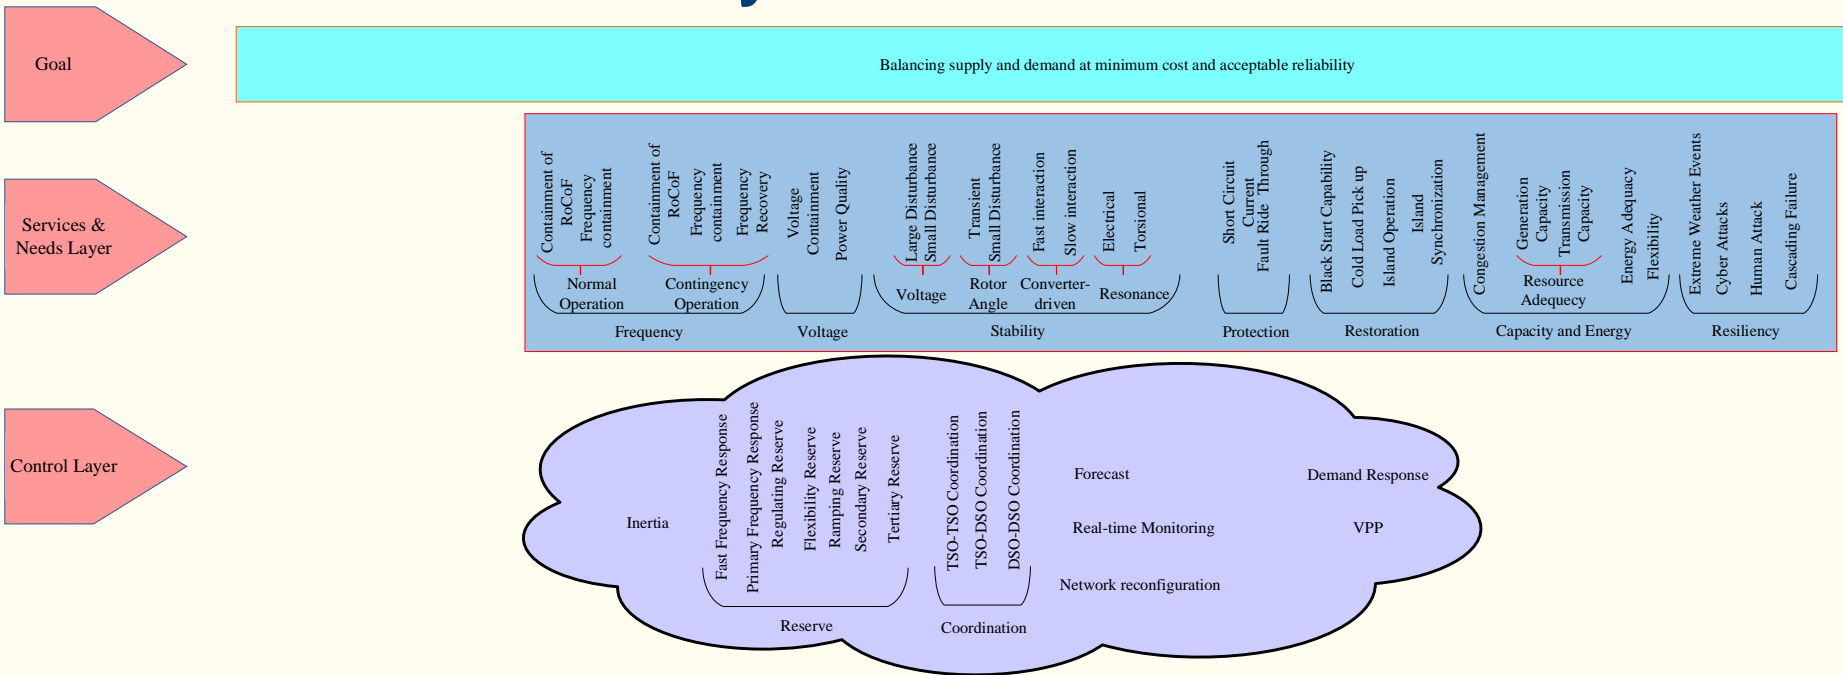 Goal
Balancing supply and demand at minimum cost and acceptable reliability
Services &
Needs Layer
Containment of
RoCoF
Frequency
containment
Normal
Operation
Containment of
RoCoF
Frequency
containment
Frequency
Recovery
Contingency
Operation
Frequency
Voltage
Containment
Power Quality
Voltage
Large Disturbance
Small Disturbance
Voltage
Transient
Small Disturbance
Rotor
Angle
Fast interaction
Slow interaction
Converter-
driven
Electrical
Torsional
Resonance
Stability
Short Circuit
Current
Fault Ride Through
Protection
Black Start Capability
Cold Load Pick up
Island Operation
Island
Synchronization
Restoration
Congestion Management
Generation
Capacity
Transmission
Capacity
Resource
Adequecy
Energy Adequacy
Flexibility
Capacity and Energy
Extreme Weather Events
Cyber Attacks
Human Attack
Cascading Failure
Resiliency
Control Layer
Inertia
Fast Frequency Response
Primary Frequency Response
Regulating Reserve
Flexibility Reserve
Ramping Reserve
Secondary Reserve
Tertiary Reserve
Reserve
TSO-TSO Coordination
TSO-DSO Coordination
DSO-DSO Coordination
Coordination
Forecast
Real-time Monitoring
Network reconfiguration
Demand Response
VPP